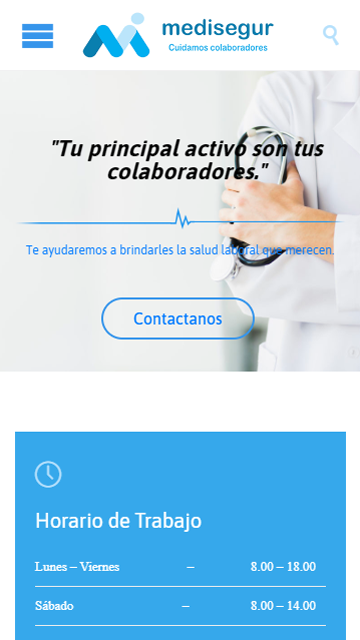 medisegur
Cuidamos colaboradores
"Tu principal activo son tus
colaboradores."
Te ayudaremos a brindarles la salud laboral que merecen.
Contactanos
Horario de Trabajo
Lunes – Viernes – 8.00 – 18.00
Sábado – 8.00 – 14.00